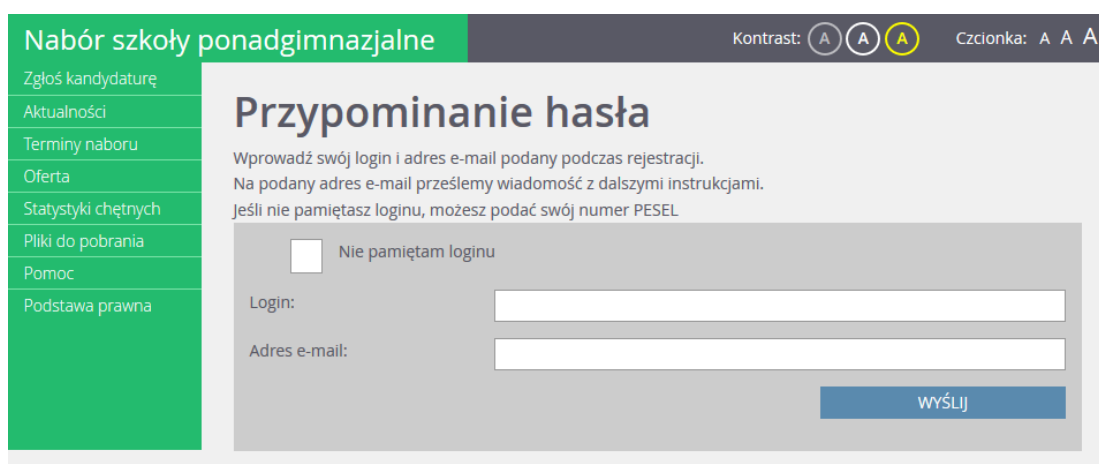 Nabór szkoły ponadgimnazjalne
Kontrast: A A A Czcionka: A A A
Zgłoś kandydaturę
Aktualności
Terminy naboru
Oferta
Statystyki chętnych
Pliki do pobrania
Pomoc
Podstawa prawna
Przypominanie hasła
Wprowadź swój login i adres e-mail podany podczas rejestracji.
Na podany adres e-mail prześlemy wiadomość z dalszymi instrukcjami.
Jeśli nie pamiętasz loginu, możesz podać swój numer PESEL
Nie pamiętam loginu
Login:
Adres e-mail:
WYŚLIJ